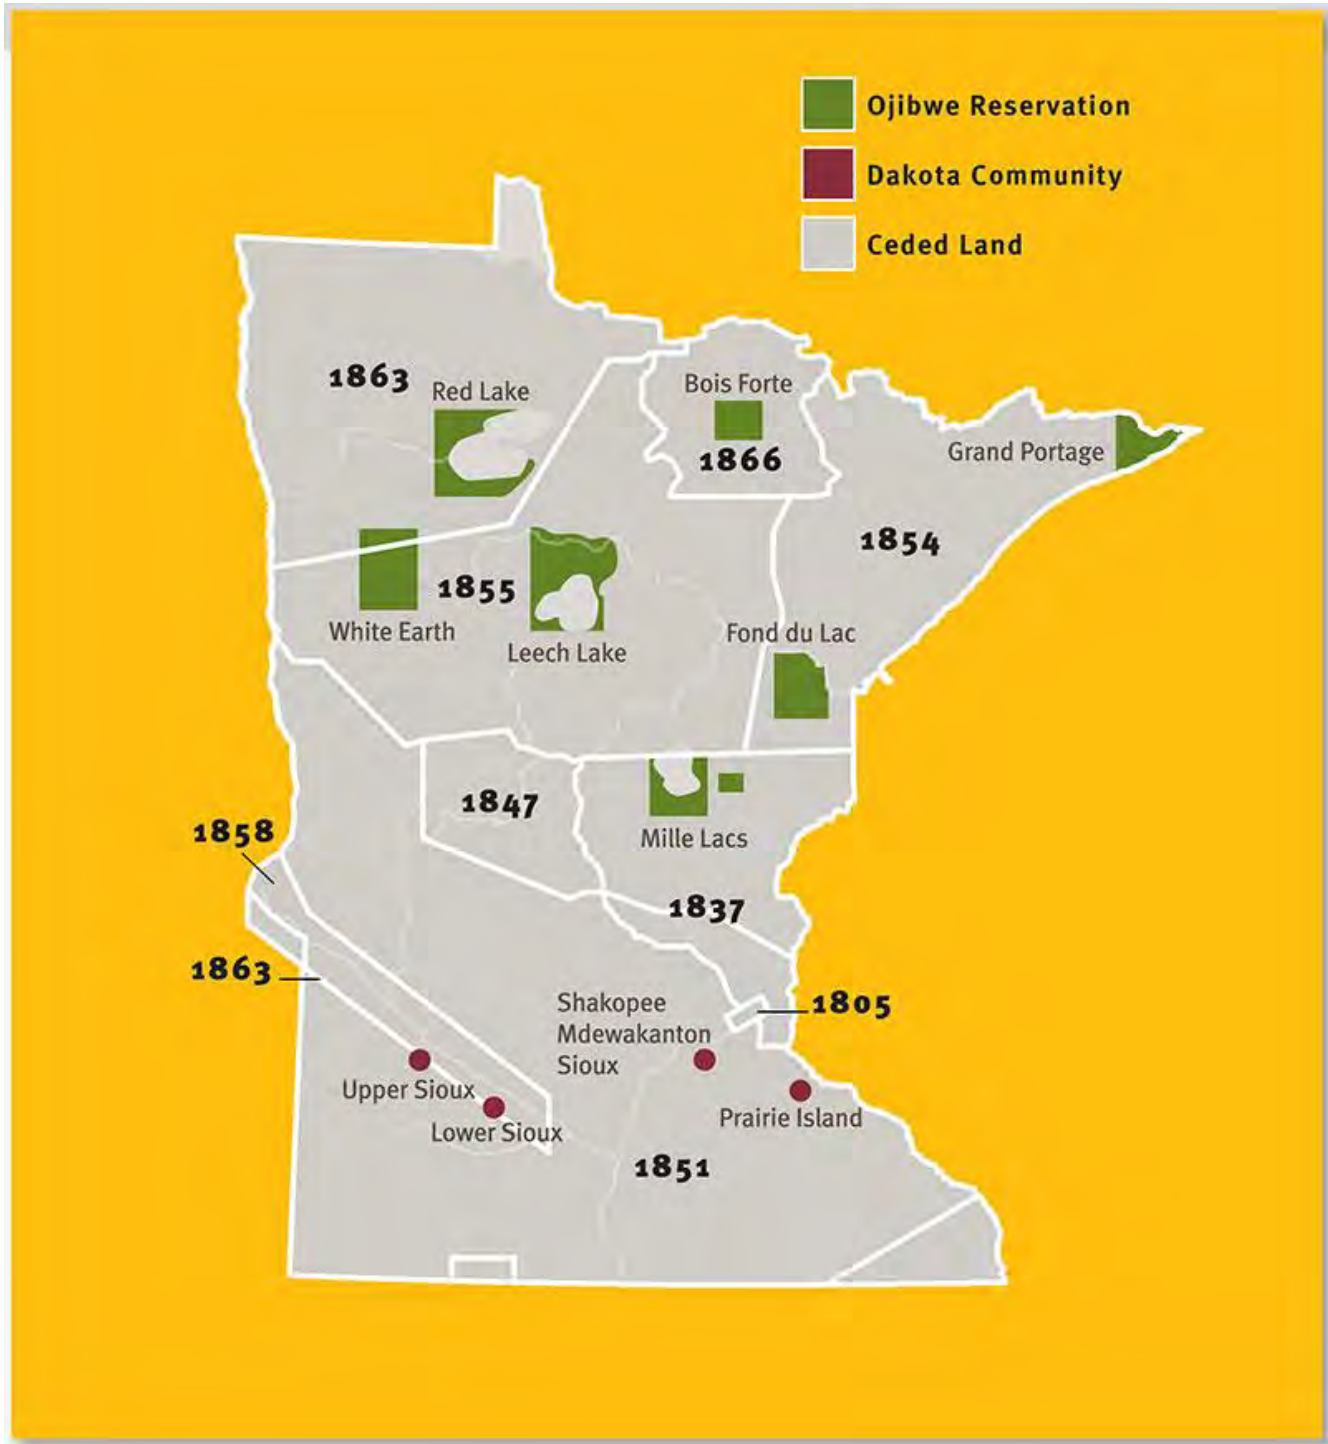 Ojibwe Reservation
Dakota Community
Ceded Land
1863
Red Lake
Bois Forte
1866
Grand Portage
1854
1855
White Earth
Leech Lake
Fond du Lac
1847
Mille Lacs
1858
1837
1863
Shakopee
Mdewakanton
Sioux
1805
Upper Sioux
Lower Sioux
Prairie Island
1851